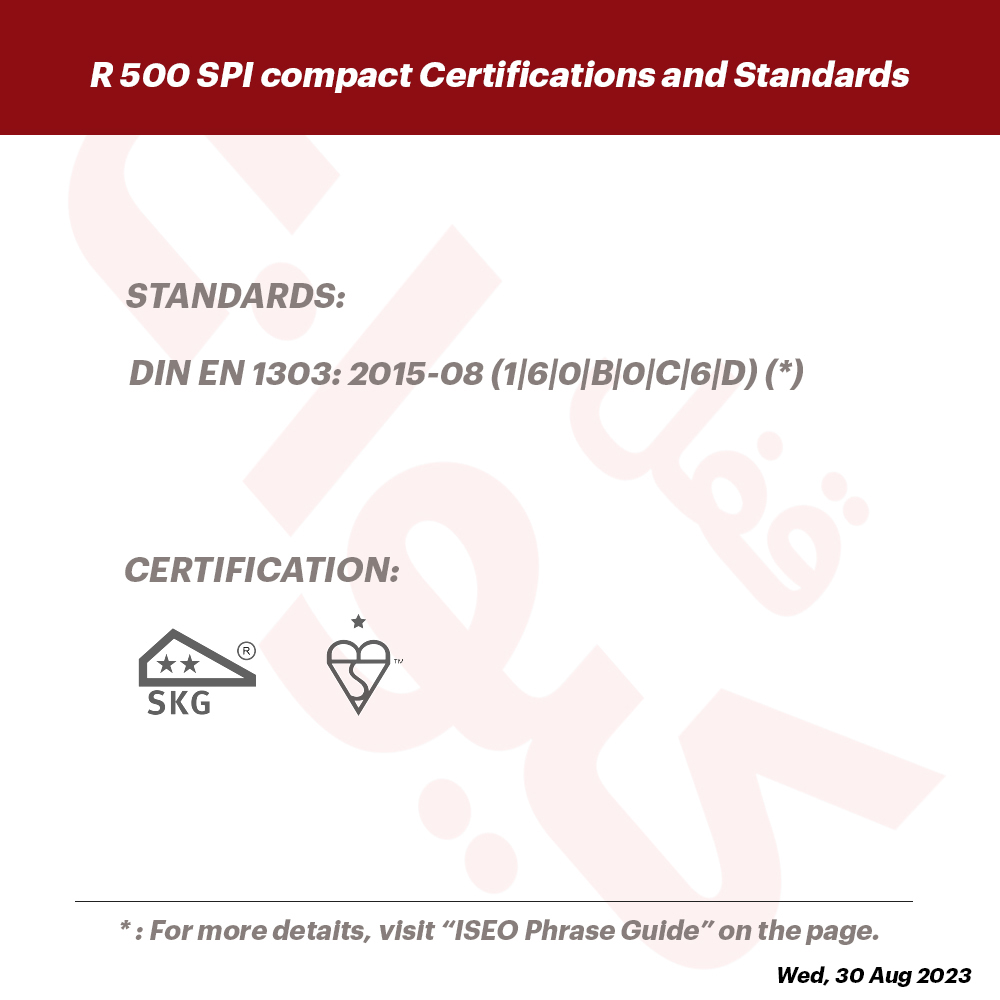 R 500 SPI compact Certifications and Standards
STANDARDS:
DIN EN 1303: 2015-08 (1|6|0|B|0|C|6|D) (*)
CERTIFICATION:
®
SKG
™
* : For more detaits, visit “ISEO Phrase Guide” on the page.
Wed, 30 Aug 2023